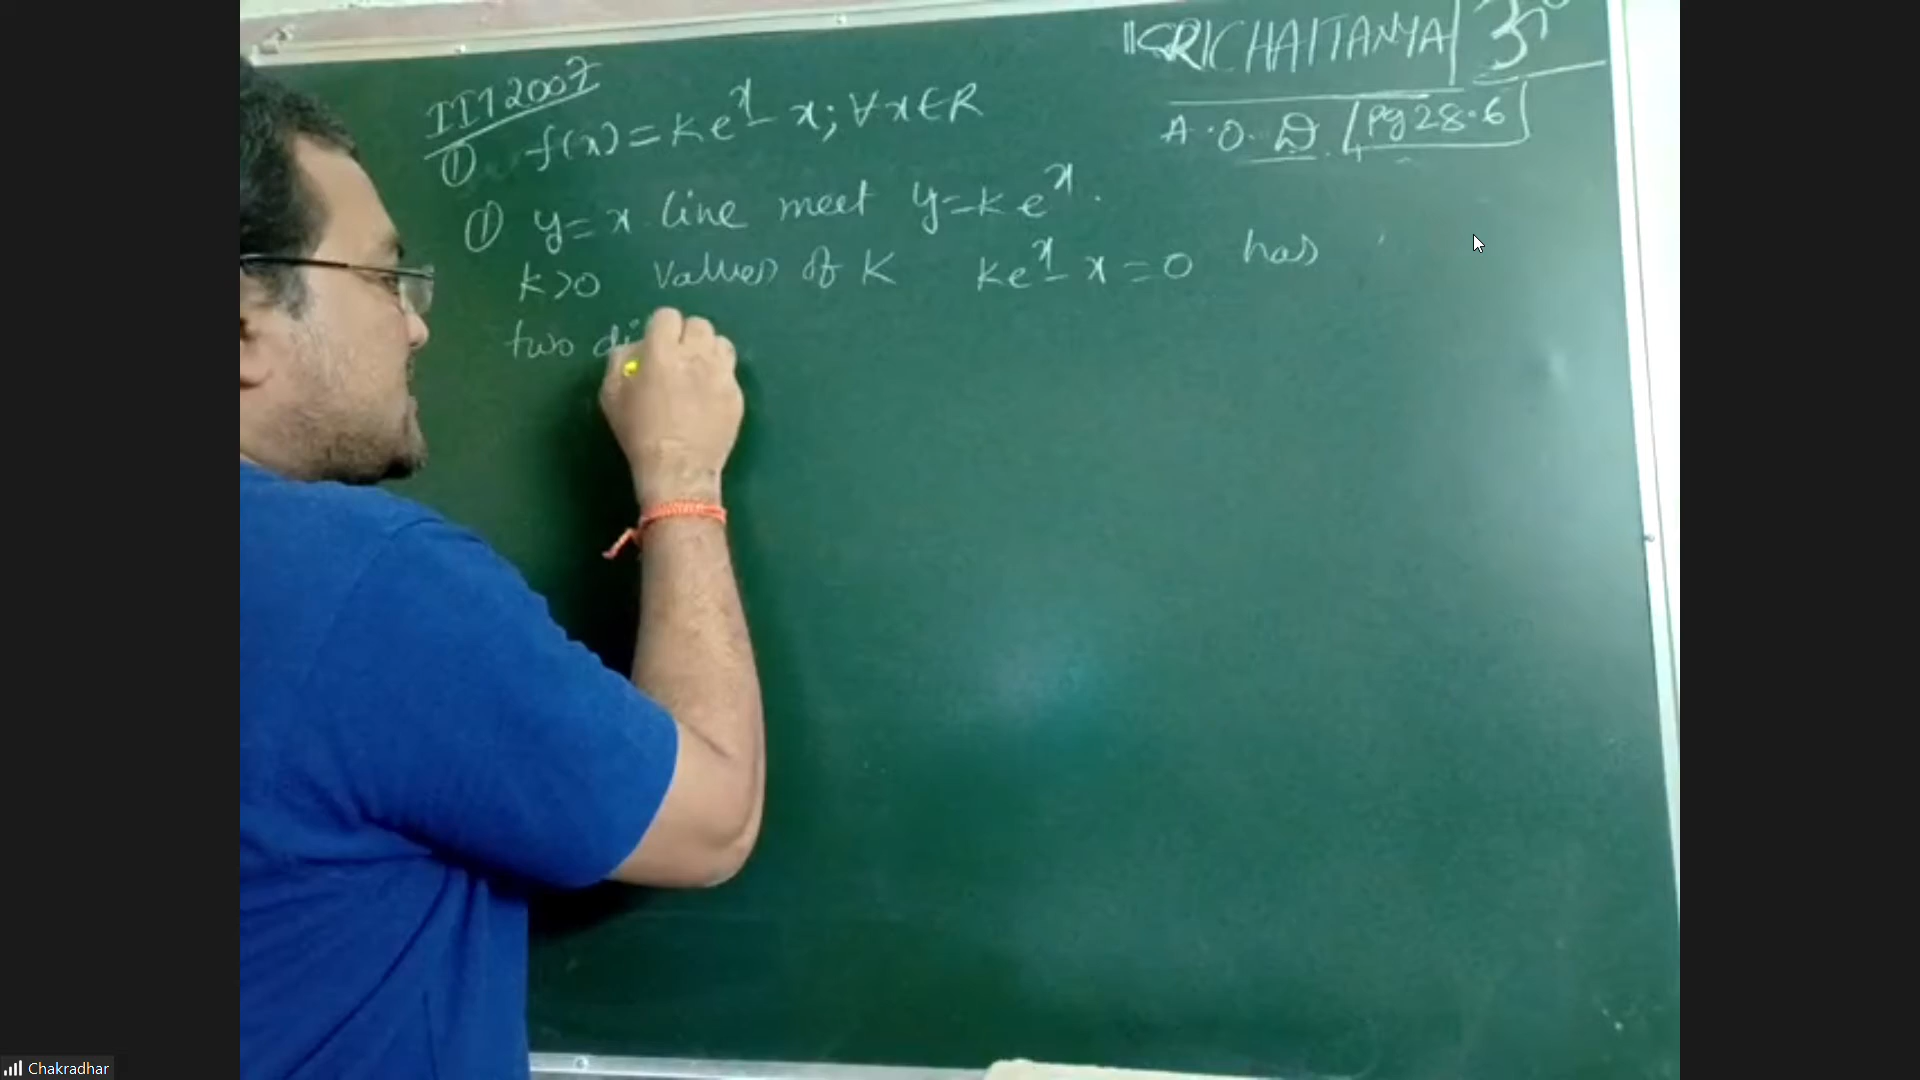 SRICHAITANYA
A.O.D. Pg 28.6
IIT 2007
① f(x) = ke^x - x; ∀ x ∈ R
① y = x line meet y = ke^x.
k>0 values of K ke^x - x = 0 has
two di
Chakradhar